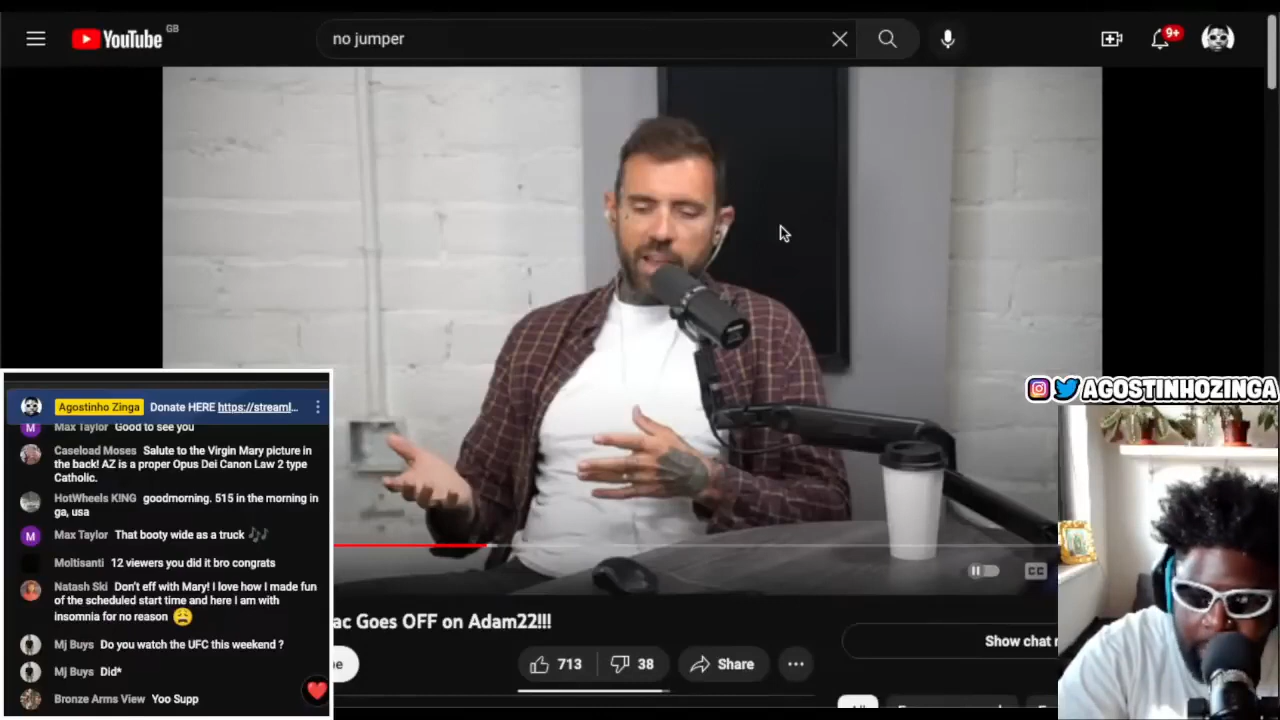 YouTube GB
no jumper
9+
Agostinho Zinga Donate HERE https://streaml...
Max Taylor Good to see you
Caseload Moses Salute to the Virgin Mary picture in
the back! AZ is a proper Opus Dei Canon Law 2 type
Catholic.
HotWheels K!NG goodmorning. 515 in the morning in
ga, usa
Max Taylor That booty wide as a truck 🎶
Moltisanti 12 viewers you did it bro congrats
Natash Ski Don't eff with Mary! I love how I made fun
of the scheduled start time and here I am with
insomnia for no reason 😩
Mj Buys Do you watch the UFC this weekend ?
Mj Buys Did*
Bronze Arms View Yoo Supp
AGOSTINHOZINGA
CC
ac Goes OFF on Adam22!!!
713
38
Share
Show chat